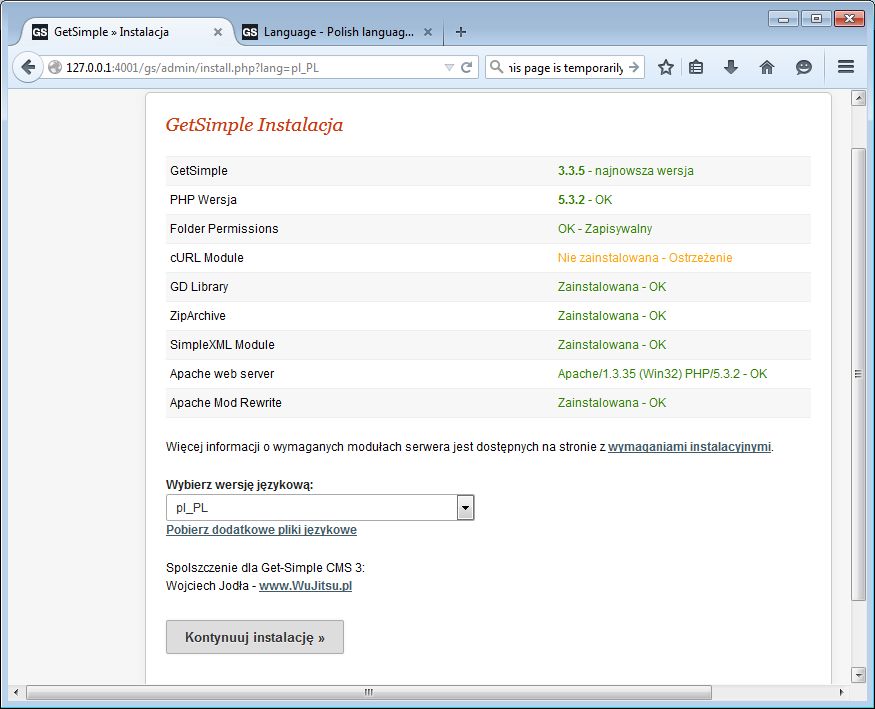 GS GetSimple » Instalacja
GS Language - Polish languag...
127.0.0.1:4001/gs/admin/install.php?lang=pl_PL
his page is temporarily
GetSimple Instalacja
GetSimple 3.3.5 - najnowsza wersja
PHP Wersja 5.3.2 - OK
Folder Permissions OK - Zapisywalny
cURL Module Nie zainstalowana - Ostrzeżenie
GD Library Zainstalowana - OK
ZipArchive Zainstalowana - OK
SimpleXML Module Zainstalowana - OK
Apache web server Apache/1.3.35 (Win32) PHP/5.3.2 - OK
Apache Mod Rewrite Zainstalowana - OK
Więcej informacji o wymaganych modułach serwera jest dostępnych na stronie z wymaganiami instalacyjnymi.
Wybierz wersję językową:
pl_PL
Pobierz dodatkowe pliki językowe
Spolszczenie dla Get-Simple CMS 3:
Wojciech Jodła - www.WuJitsu.pl
Kontynuuj instalację »